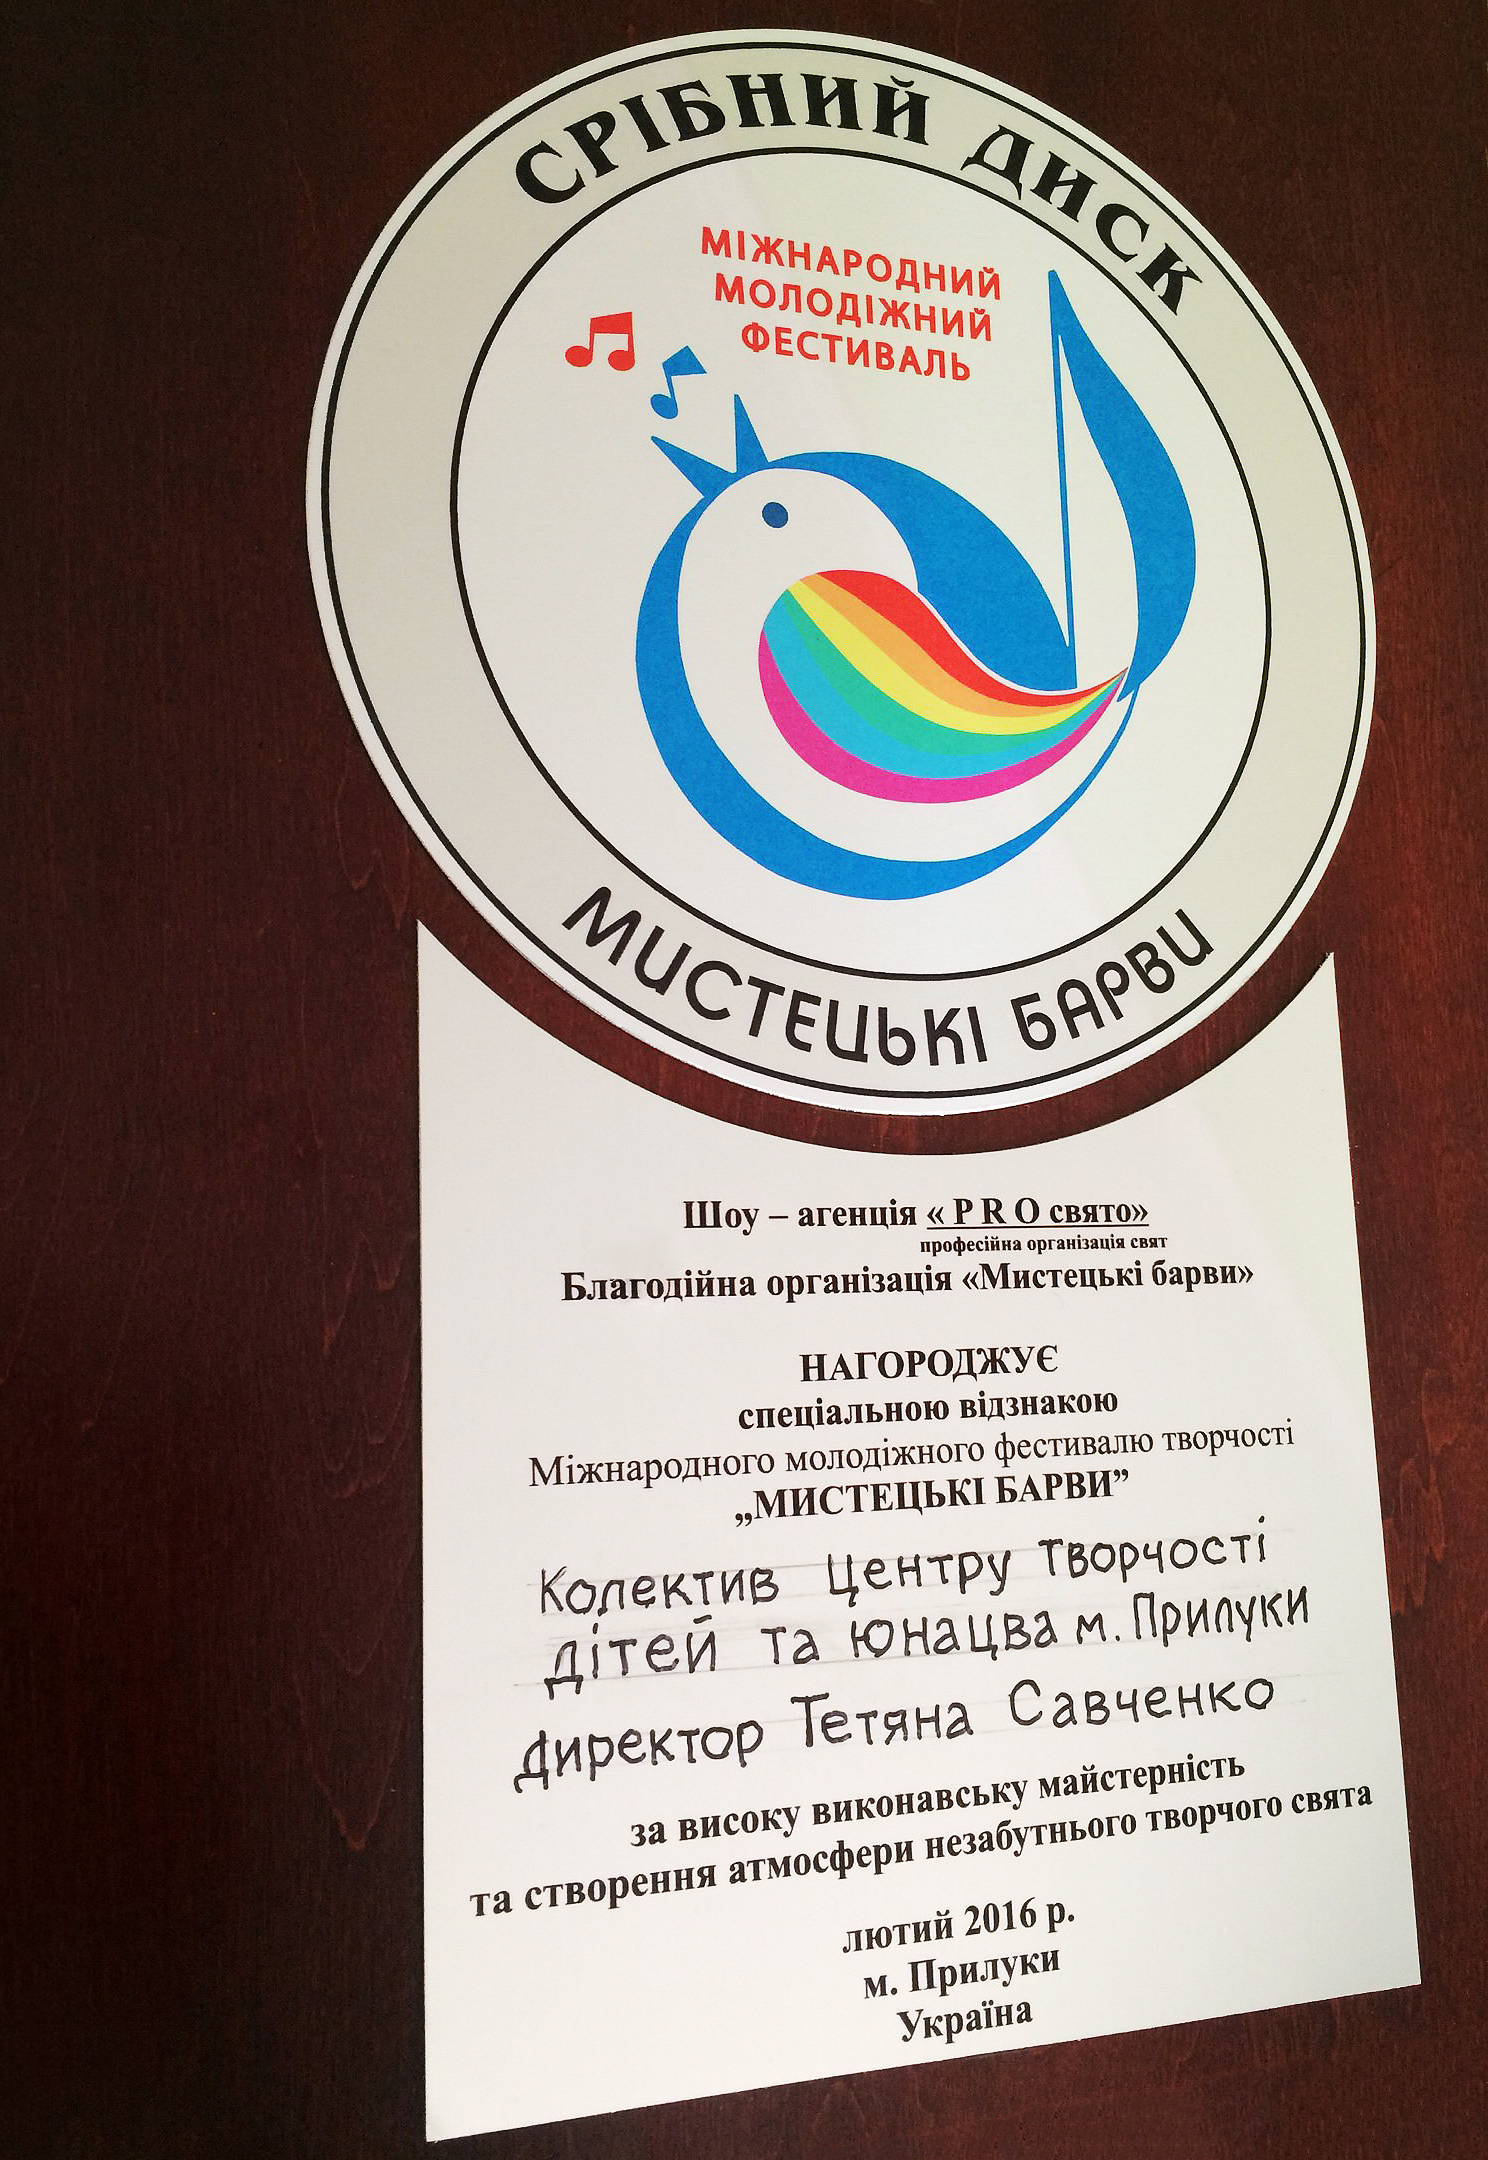 СРІБНИЙ ДИСК
МІЖНАРОДНИЙ
МОЛОДІЖНИЙ
ФЕСТИВАЛЬ
МИСТЕЦЬКІ БАРВИ
Шоу – агенція « P R O свято»
професійна організація свят
Благодійна організація «Мистецькі барви»
НАГОРОДЖУЄ
спеціальною відзнакою
Міжнародного молодіжного фестивалю творчості
„МИСТЕЦЬКІ БАРВИ”
Колектив Центру творчості
дітей та юнацва м. Прилуки
директор Тетяна Савченко
за високу виконавську майстерність
та створення атмосфери незабутнього творчого свята
лютий 2016 р.
м. Прилуки
Україна